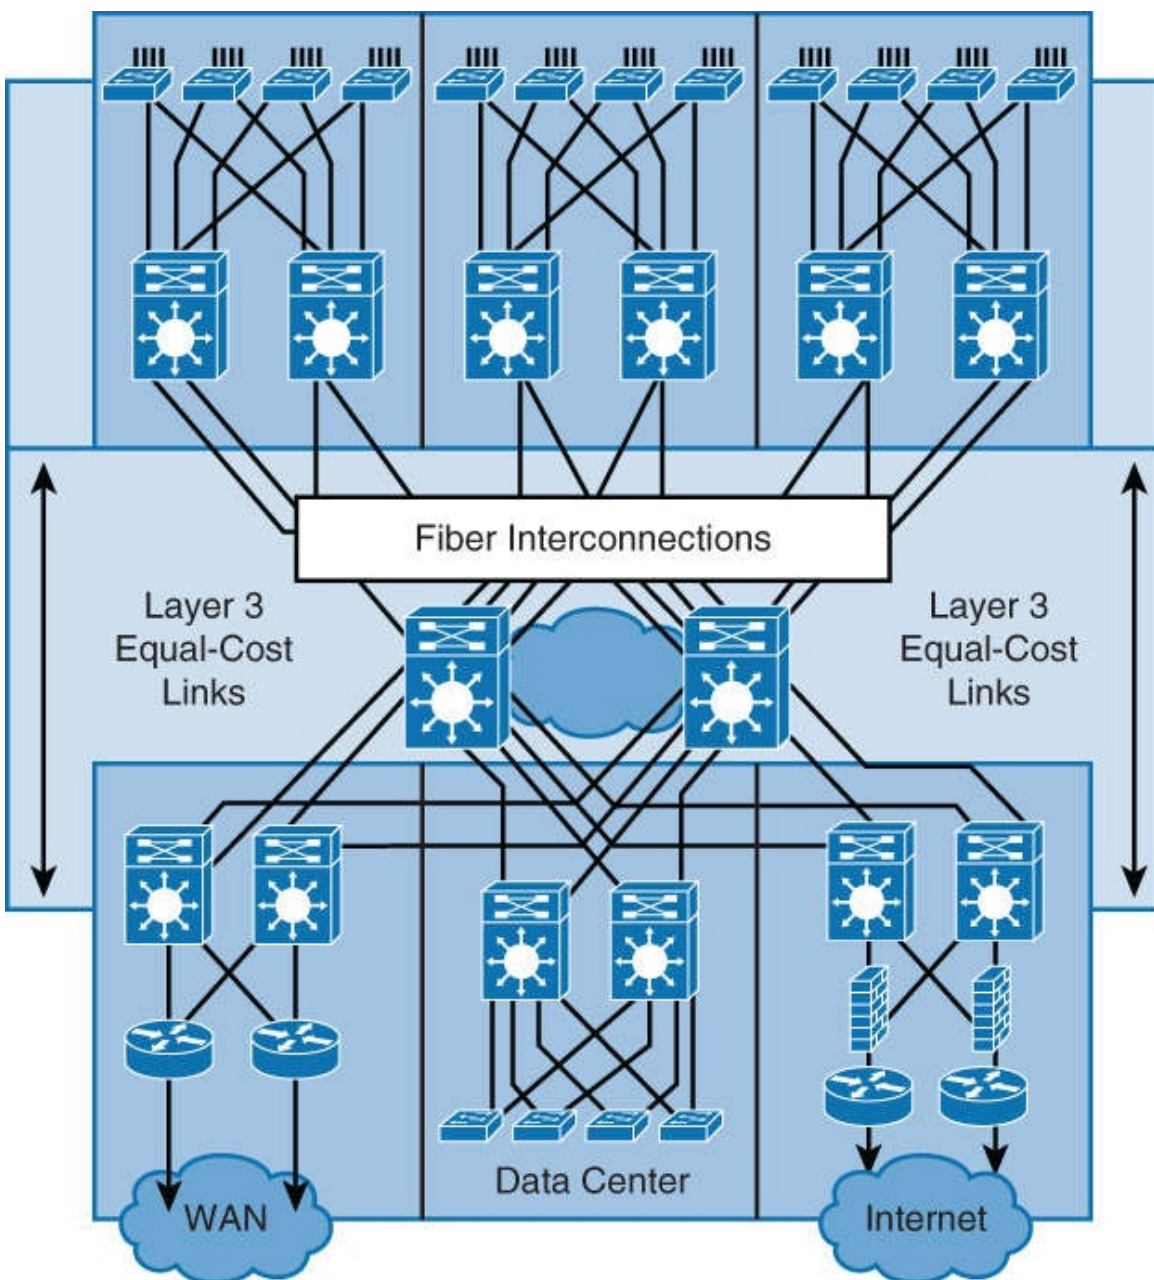 Fiber Interconnections
Layer 3
Equal-Cost
Links
Layer 3
Equal-Cost
Links
Data Center
WAN
Internet